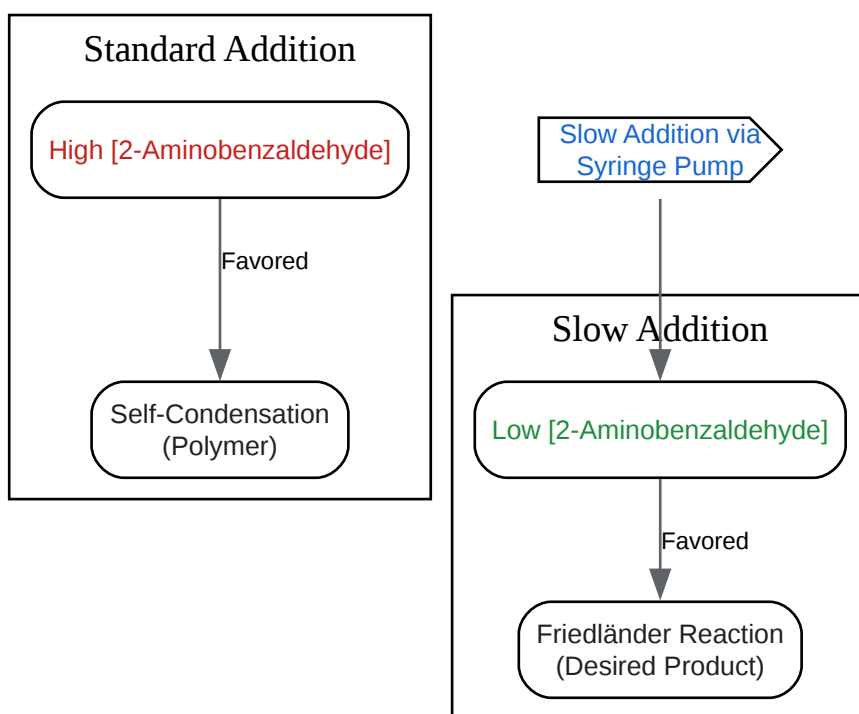 Standard Addition
High [2-Aminobenzaldehyde]
Favored
Self-Condensation
(Polymer)
Slow Addition via
Syringe Pump
Slow Addition
Low [2-Aminobenzaldehyde]
Favored
Friedländer Reaction
(Desired Product)